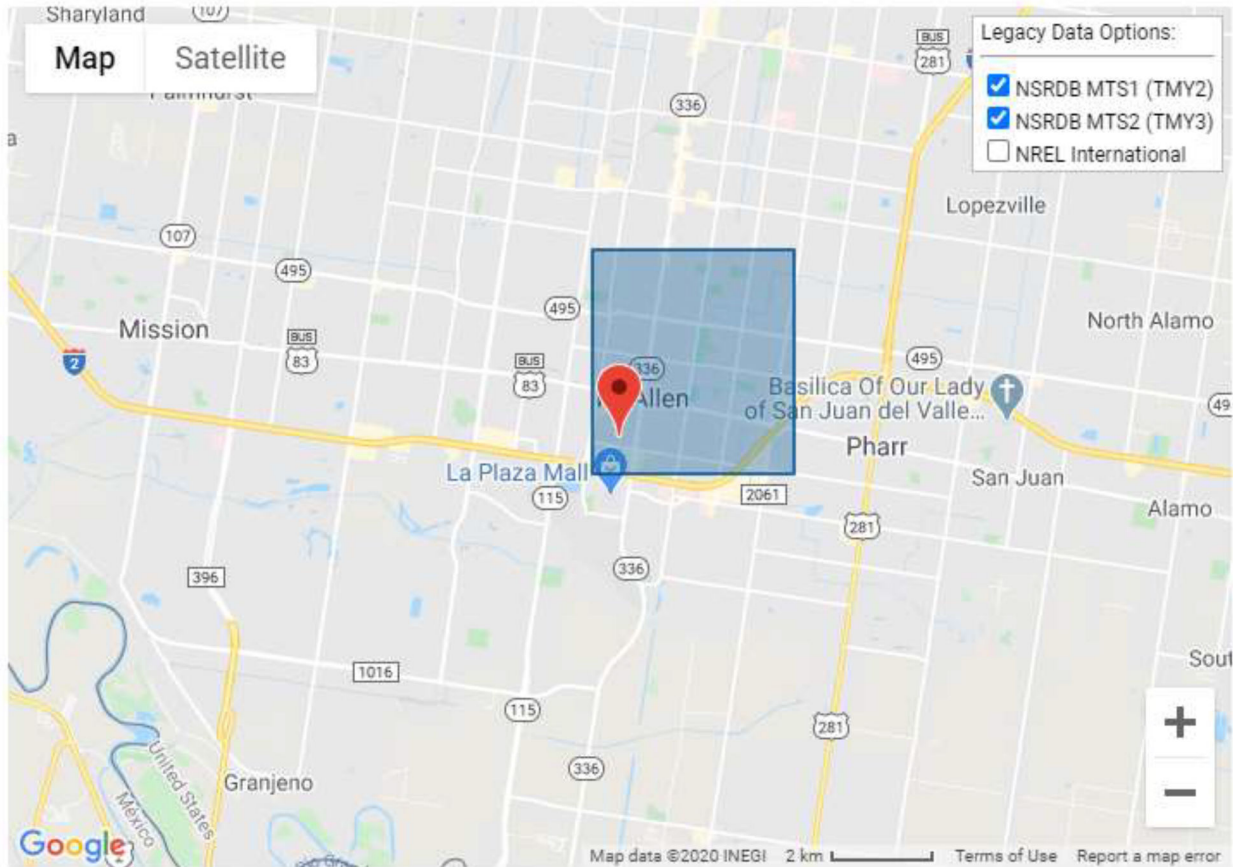 Sharyland
107
Map
Satellite
Palmhurst
Legacy Data Options:
NSRDB MTS1 (TMY2)
NSRDB MTS2 (TMY3)
NREL International
BUS
281
336
a
Lopezville
107
495
495
Mission
BUS
83
2
BUS
83
336
North Alamo
495
Allen
Basilica Of Our Lady
of San Juan del Valle...
49
Pharr
La Plaza Mall
115
2061
San Juan
Alamo
281
336
396
1016
115
281
336
Sout
United States
México
Granjeno
+
−
Google
Map data ©2020 INEGI
2 km
Terms of Use
Report a map error